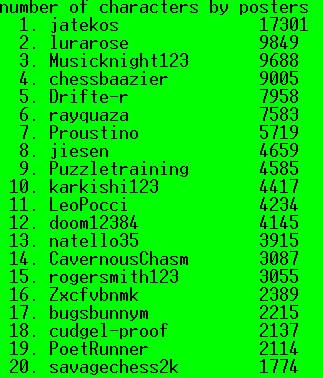 number of characters by posters
1. jatekos 17301
2. lurarose 9849
3. Musicknight123 9688
4. chessbaazier 9005
5. Drifte-r 7958
6. rayquaza 7583
7. Proustino 5719
8. jiesen 4659
9. Puzzletraining 4585
10. karkishi123 4417
11. LeoPocci 4234
12. doom12384 4145
13. natello35 3915
14. CavernousChasm 3087
15. rogersmith123 3055
16. Zxcfvbnmk 2389
17. bugsbunnym 2215
18. cudgel-proof 2137
19. PoetRunner 2114
20. savagechess2k 1774